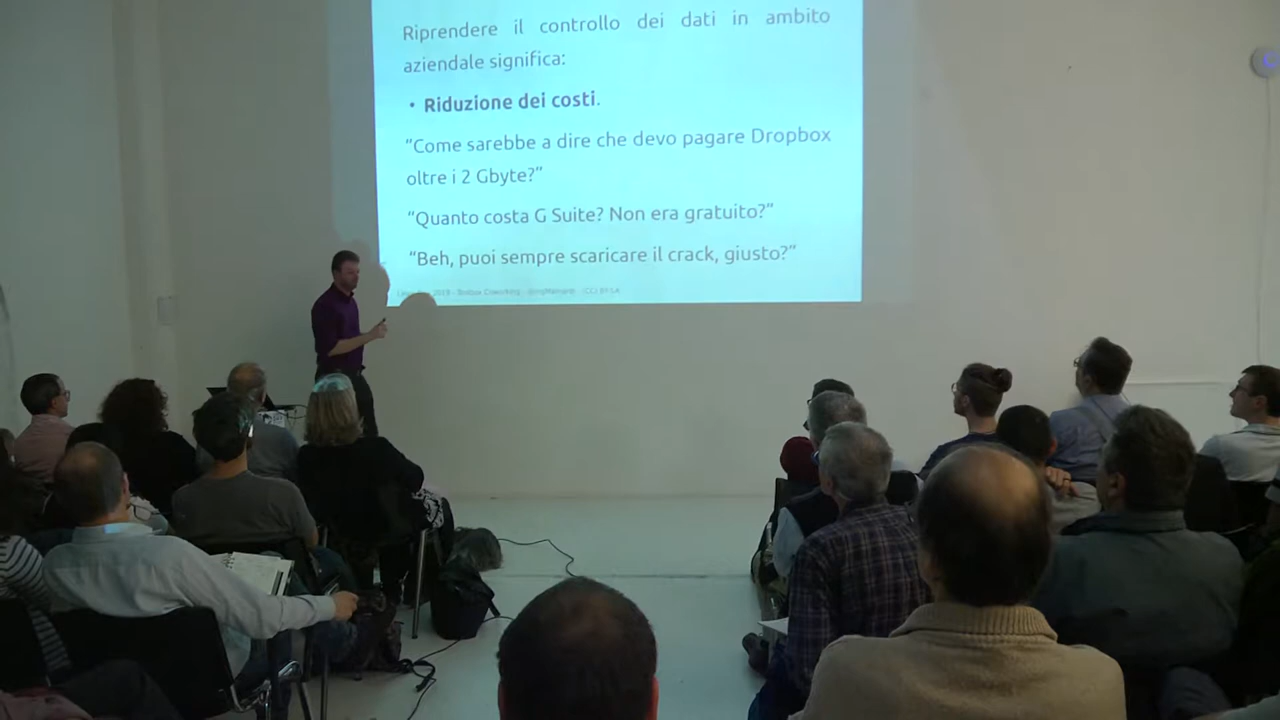 Riprendere il controllo dei dati in ambito
aziendale significa:
• Riduzione dei costi.
“Come sarebbe a dire che devo pagare Dropbox
oltre i 2 Gbyte?”
“Quanto costa G Suite? Non era gratuito?”
“Beh, puoi sempre scaricare il crack, giusto?”